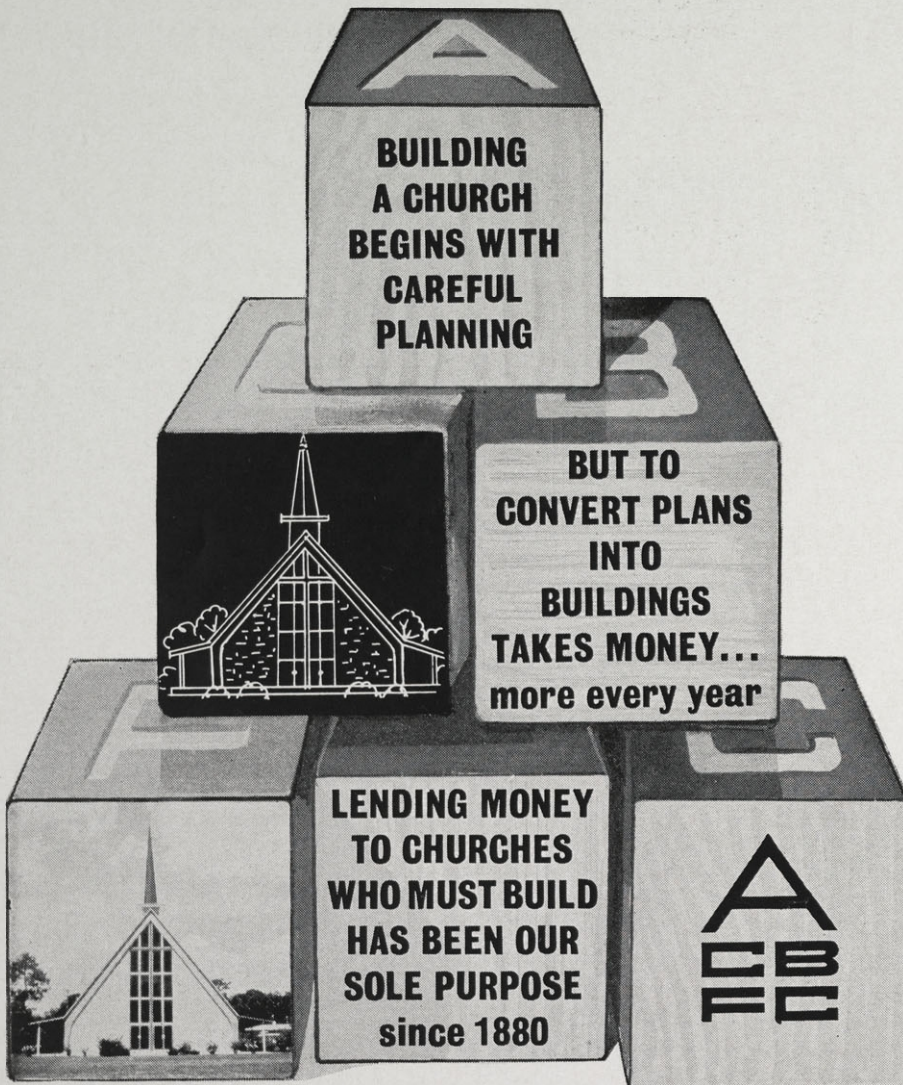 A
BUILDING
A CHURCH
BEGINS WITH
CAREFUL
PLANNING
B
BUT TO
CONVERT PLANS
INTO
BUILDINGS
TAKES MONEY...
more every year
F
LENDING MONEY
TO CHURCHES
WHO MUST BUILD
HAS BEEN OUR
SOLE PURPOSE
since 1880
C
A
CB
FC